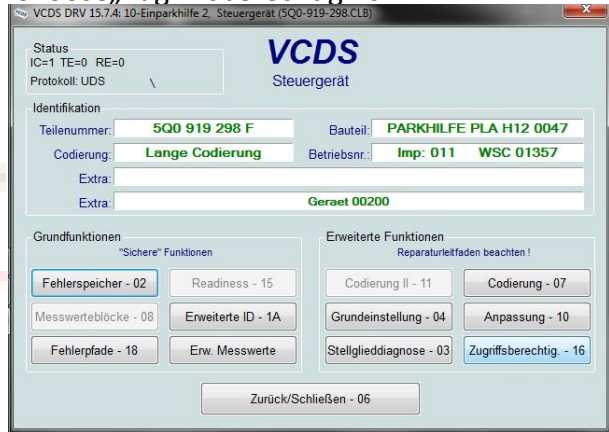 VCDS DRV 15.7.4: 10-Einparkhilfe 2, Steuergerät (5Q0-919-298.CLB)
Status
IC=1 TE=0 RE=0
Protokoll: UDS \
VCDS
Steuergerät
Identifikation
Teilenummer: 5Q0 919 298 F Bauteil: PARKHILFE PLA H12 0047
Codierung: Lange Codierung Betriebsnr.: Imp: 011 WSC 01357
Extra:
Extra: Geraet 00200
Grundfunktionen
"Sichere" Funktionen
Erweiterte Funktionen
Reparaturleitfaden beachten !
Fehlerspeicher - 02 Readiness - 15 Codierung II - 11 Codierung - 07
Messwerteblöcke - 08 Erweiterte ID - 1A Grundeinstellung - 04 Anpassung - 10
Fehlerpfade - 18 Erw. Messwerte Stellglieddiagnose - 03 Zugriffsberechtig. - 16
Zurück/Schließen - 06